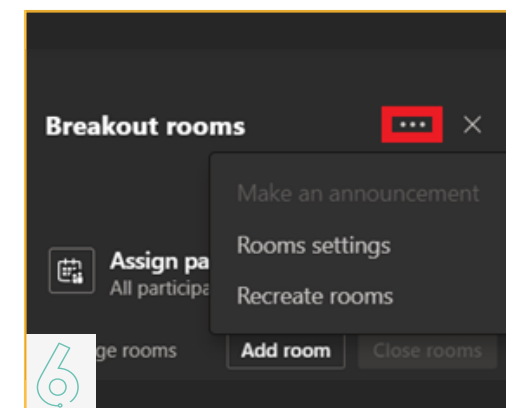 Breakout rooms
Make an announcement
Rooms settings
Assign pa
All participa
Recreate rooms
ge rooms
Add room
Close rooms
6